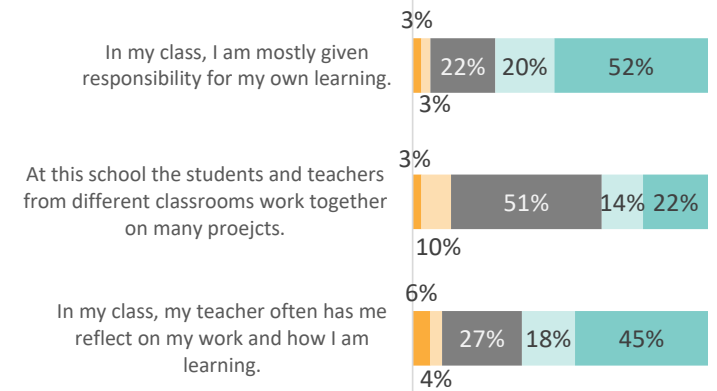 3%
In my class, I am mostly given
responsibility for my own learning.
22% 20% 52%
3%
3%
At this school the students and teachers
from different classrooms work together
on many proejcts.
51% 14% 22%
10%
6%
In my class, my teacher often has me
reflect on my work and how I am
learning.
27% 18% 45%
4%